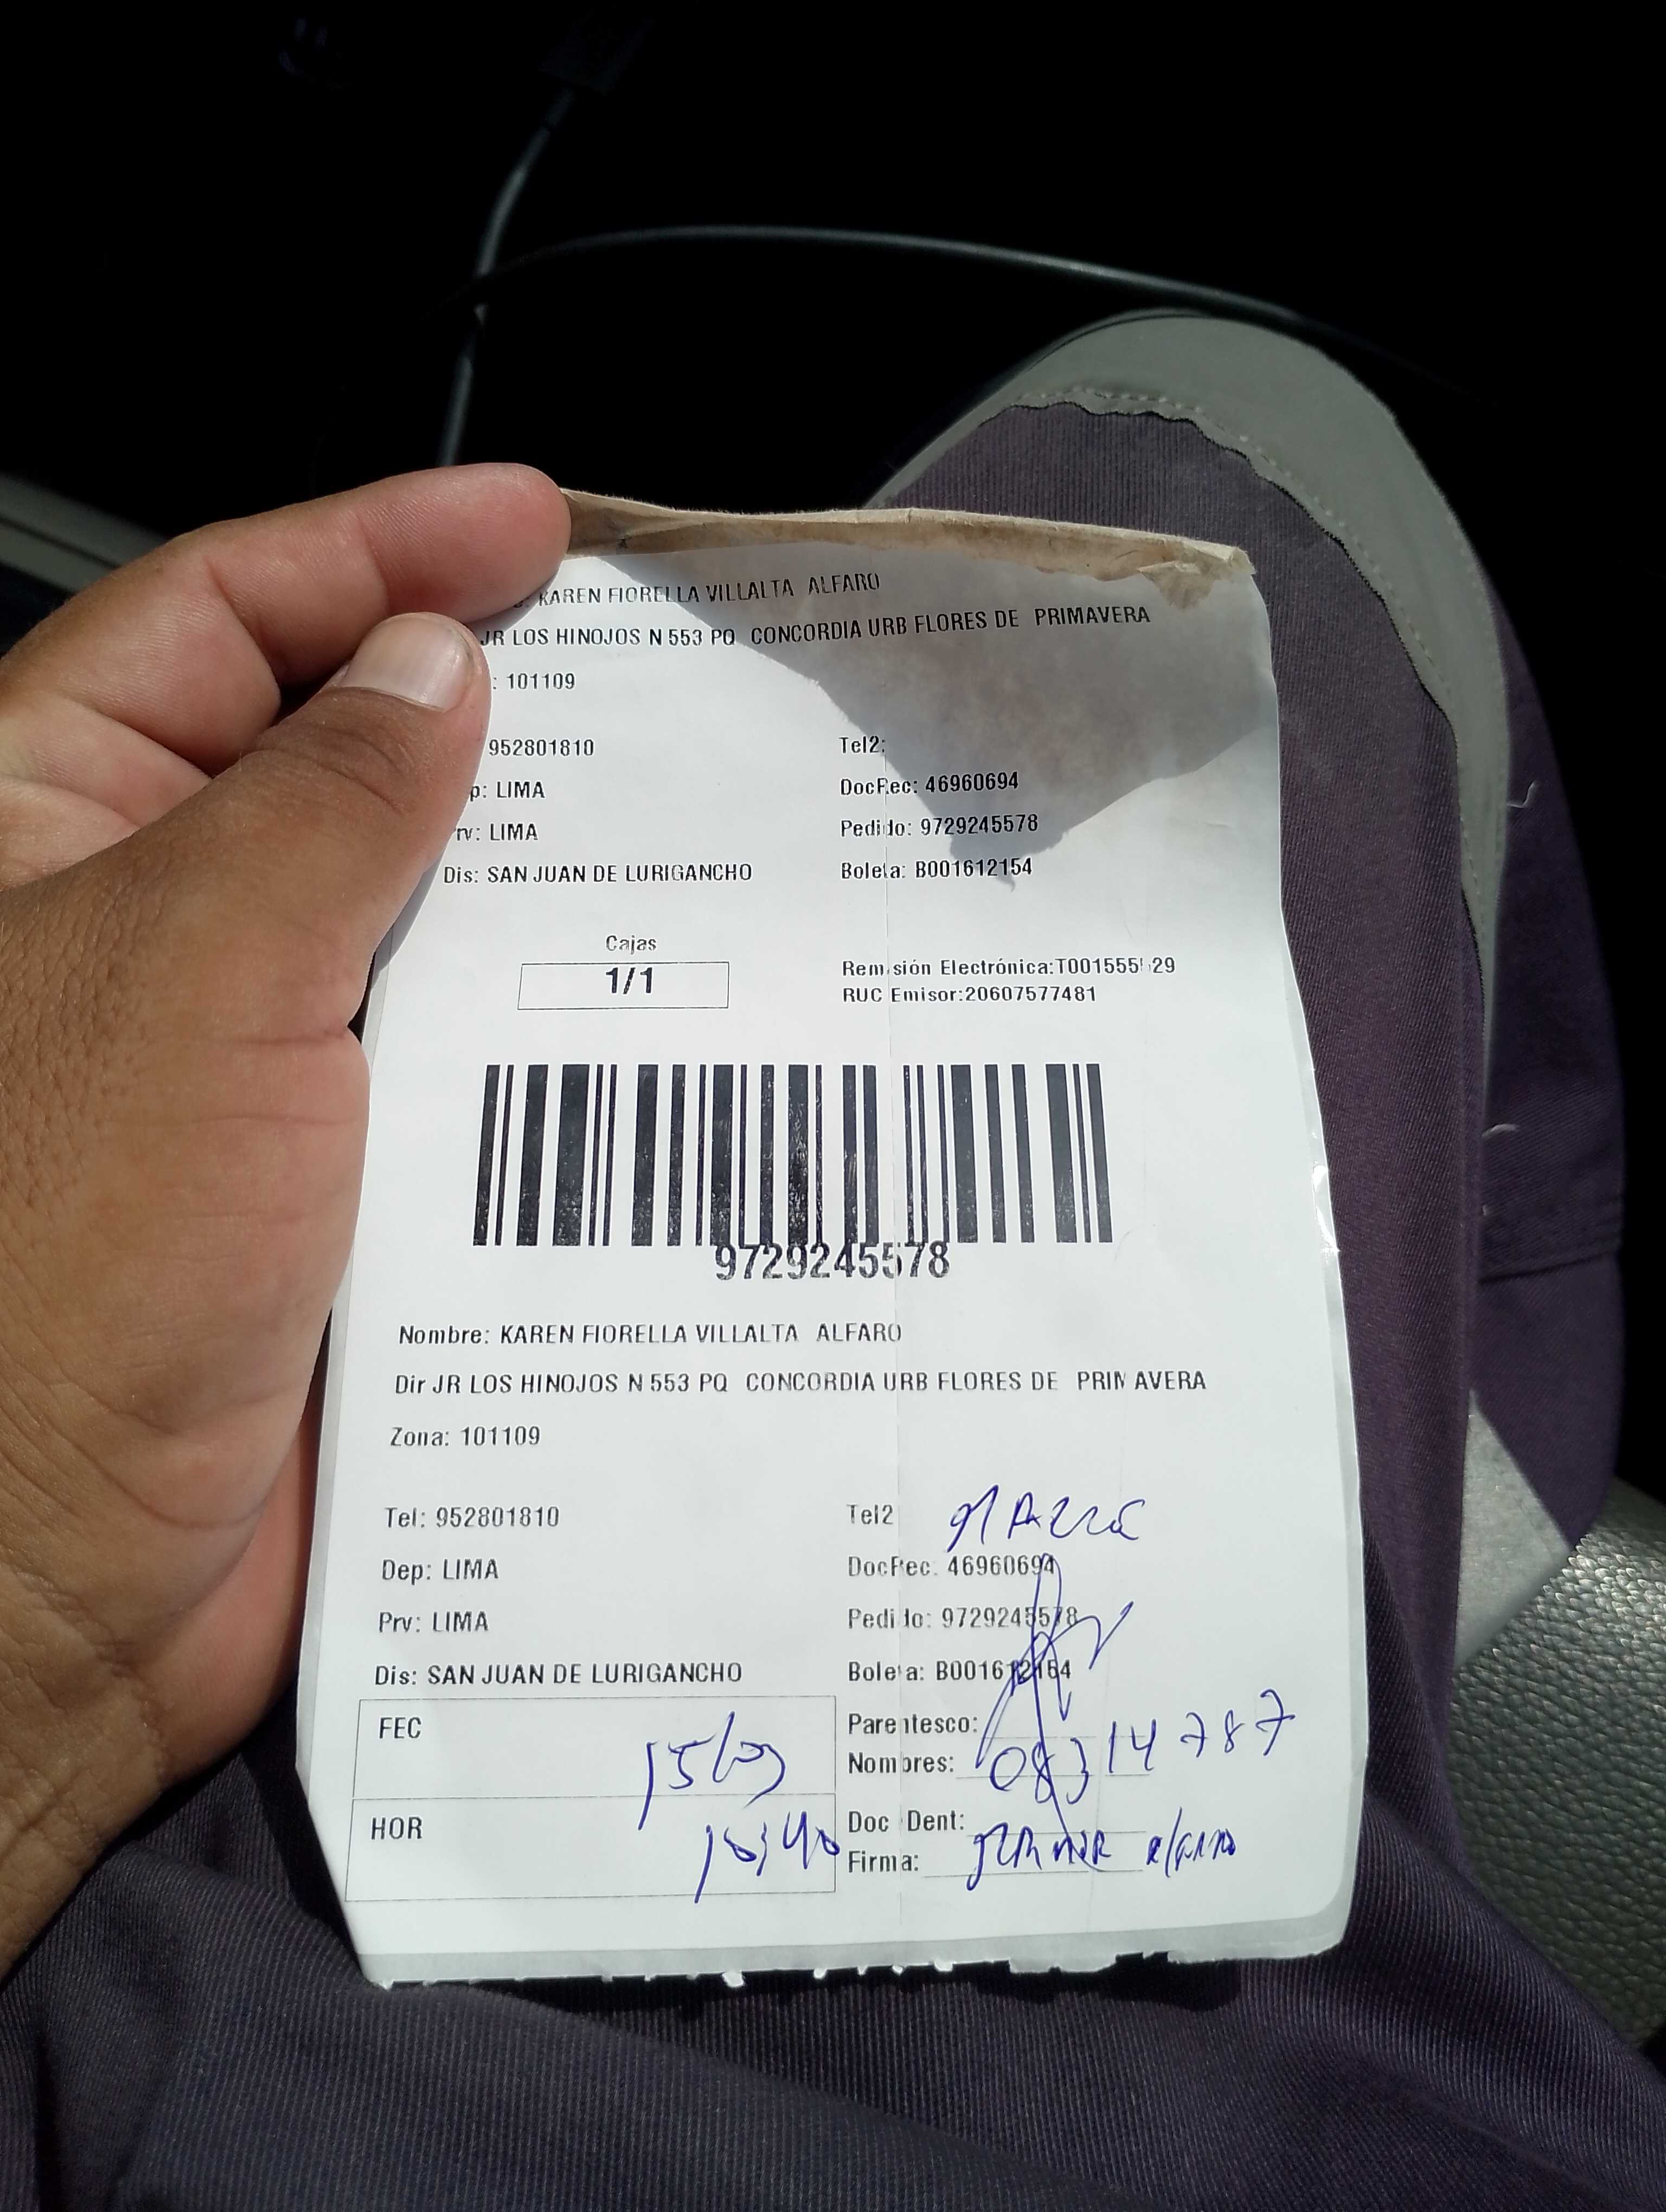 KAREN FIORELLA VILLALTA ALFARO
JR LOS HINOJOS N 553 PQ CONCORDIA URB FLORES DE PRIMAVERA
: 101109
952801810 Tel2:
p: LIMA DocRec: 46960694
rv: LIMA Pedido: 9729245578
Dis: SAN JUAN DE LURIGANCHO Boleta: B001612154
Cajas
1/1
Remisión Electrónica:
RUC Emisor:20607577481
9729245578
Nombre: KAREN FIORELLA VILLALTA ALFARO
Dir JR LOS HINOJOS N 553 PQ CONCORDIA URB FLORES DE PRIMAVERA
Zona: 101109
Tel: 952801810 Tel2
Dep: LIMA DocRec. 46960694
Prv: LIMA Pedido: 9729245578
Dis: SAN JUAN DE LURIGANCHO Boleta: B001612154
FEC 15/03 Parentesco:
Nombres: 08314787
HOR Doc Dent:
Firma: alfaro